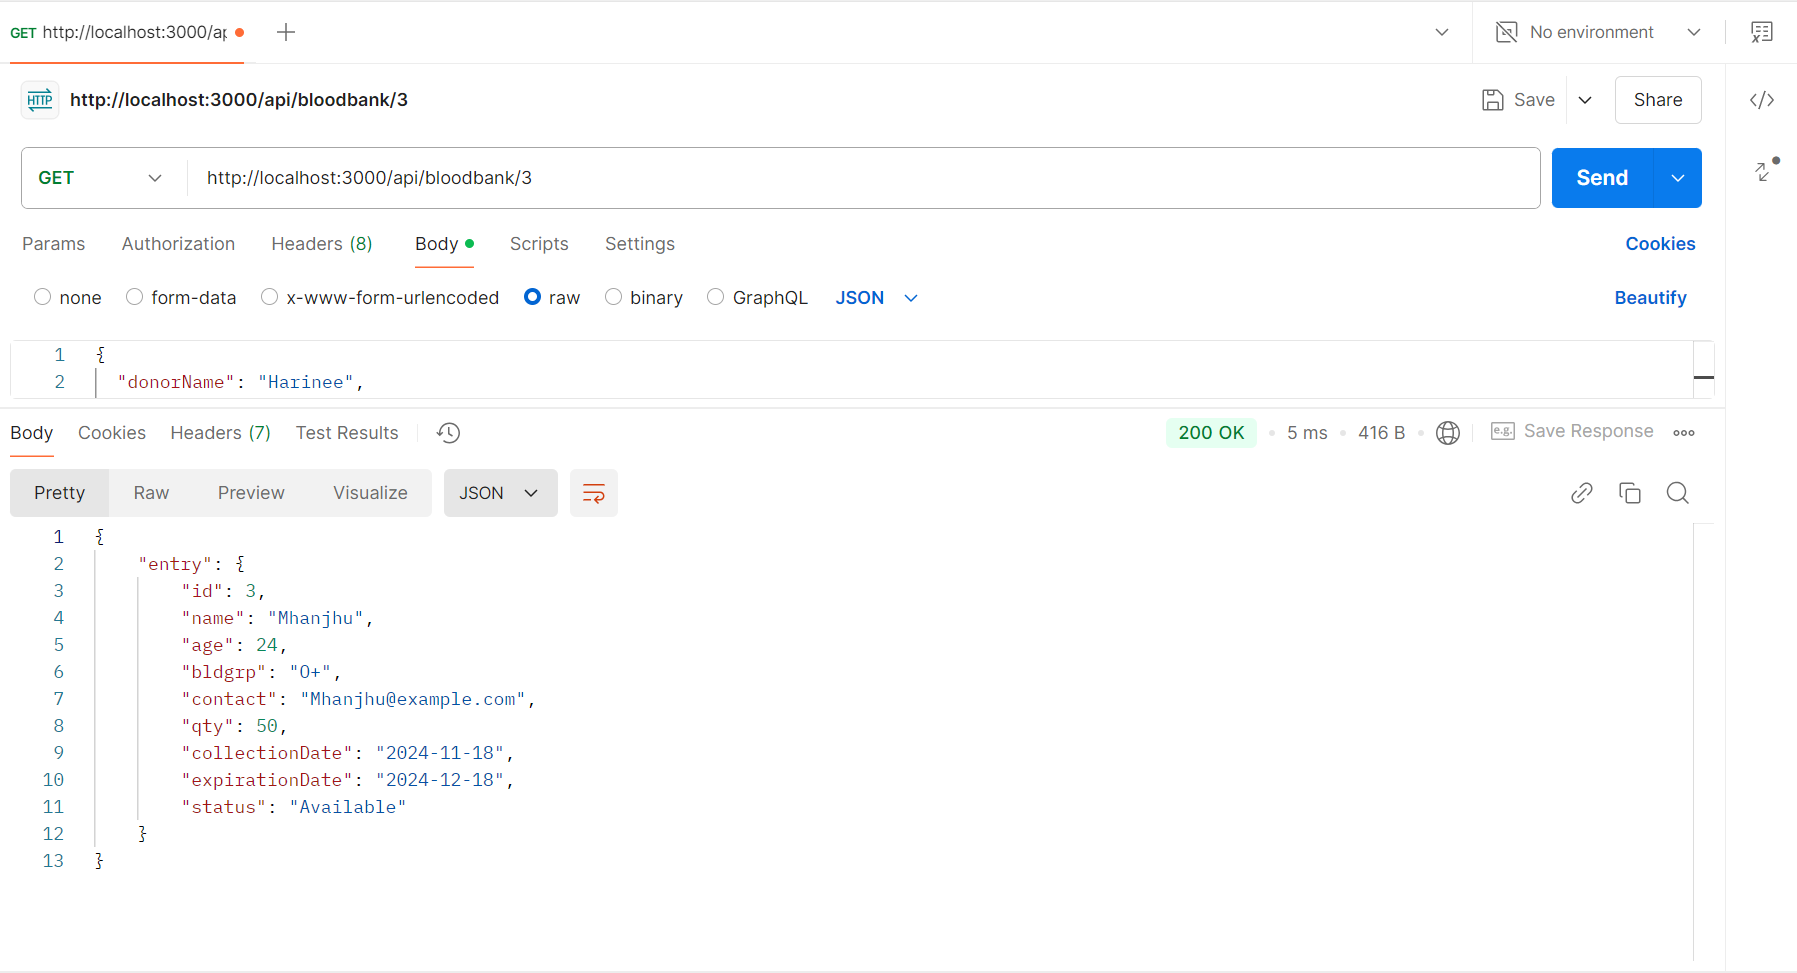 GET http://localhost:3000/ap
No environment
HTTP http://localhost:3000/api/bloodbank/3
Save
Share
GET http://localhost:3000/api/bloodbank/3
Send
Params Authorization Headers (8) Body Scripts Settings Cookies
none form-data x-www-form-urlencoded raw binary GraphQL JSON Beautify
1 {
2 "donorName": "Harinee",
Body Cookies Headers (7) Test Results 200 OK 5 ms 416 B e.g. Save Response
Pretty Raw Preview Visualize JSON
1 {
2 "entry": {
3 "id": 3,
4 "name": "Mhanjhu",
5 "age": 24,
6 "bldgrp": "O+",
7 "contact": "Mhanjhu@example.com",
8 "qty": 50,
9 "collectionDate": "2024-11-18",
10 "expirationDate": "2024-12-18",
11 "status": "Available"
12 }
13 }